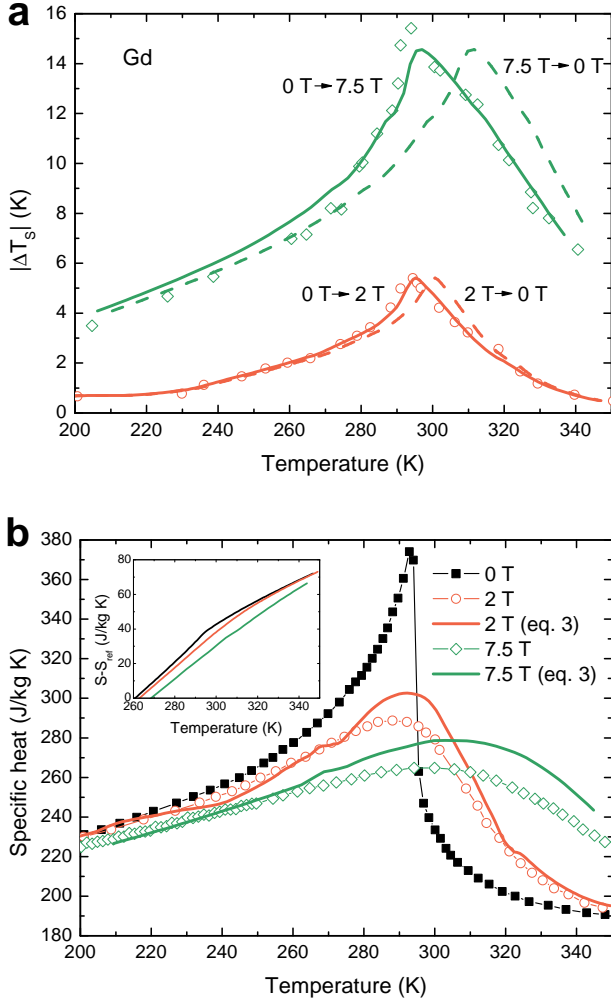 a
16
14
12
10
8
6
4
2
0
Gd
0 T→7.5 T
7.5 T→0 T
0 T→2 T
2 T→0 T
|ΔT_S| (K)
200 220 240 260 280 300 320 340
Temperature (K)
b
380
360
340
320
300
280
260
240
220
200
180
80
60
40
20
0
S-S_ref (J/kg K)
260 280 300 320 340
Temperature (K)
0 T
2 T
2 T (eq. 3)
7.5 T
7.5 T (eq. 3)
Specific heat (J/kg K)
200 220 240 260 280 300 320 340
Temperature (K)